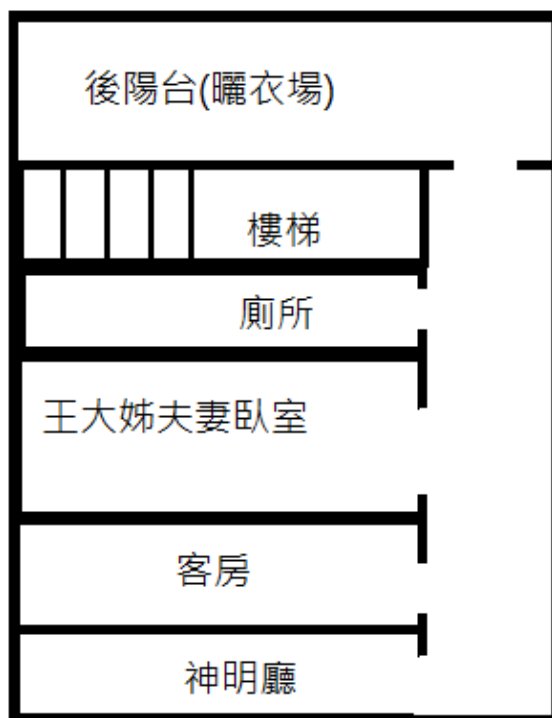 後陽台(曬衣場)
樓梯
廁所
王大姊夫妻臥室
客房
神明廳